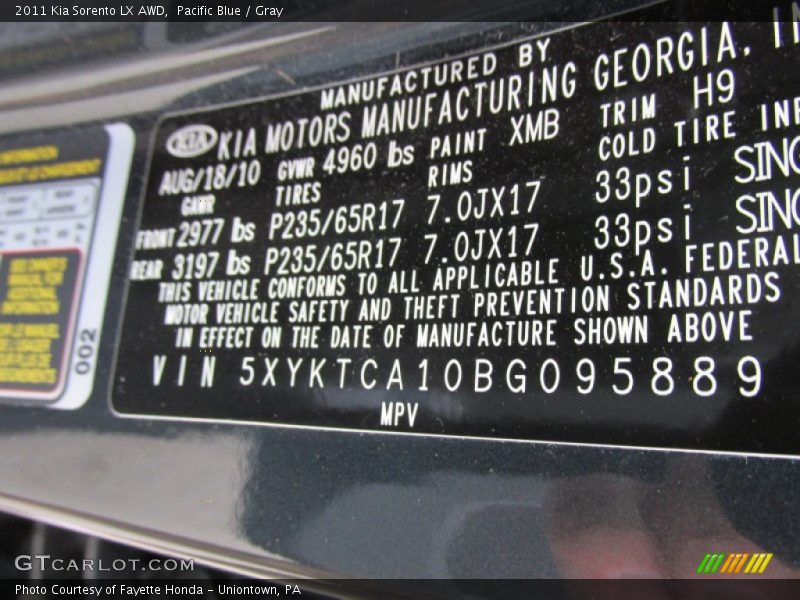 2011 Kia Sorento LX AWD, Pacific Blue / Gray
MANUFACTURED BY
KIA KIA MOTORS MANUFACTURING GEORGIA, I
AUG/18/10 GVWR 4960 lbs PAINT XMB TRIM H9
GAWR TIRES RIMS COLD TIRE INF
FRONT 2977 lbs P235/65R17 7.0JX17 33psi SING
REAR 3197 lbs P235/65R17 7.0JX17 33psi SING
THIS VEHICLE CONFORMS TO ALL APPLICABLE U.S.A. FEDERAL
MOTOR VEHICLE SAFETY AND THEFT PREVENTION STANDARDS
IN EFFECT ON THE DATE OF MANUFACTURE SHOWN ABOVE
VIN 5XYKTCA10BG095889
MPV
002
GTCARLOT.COM
Photo Courtesy of Fayette Honda - Uniontown, PA